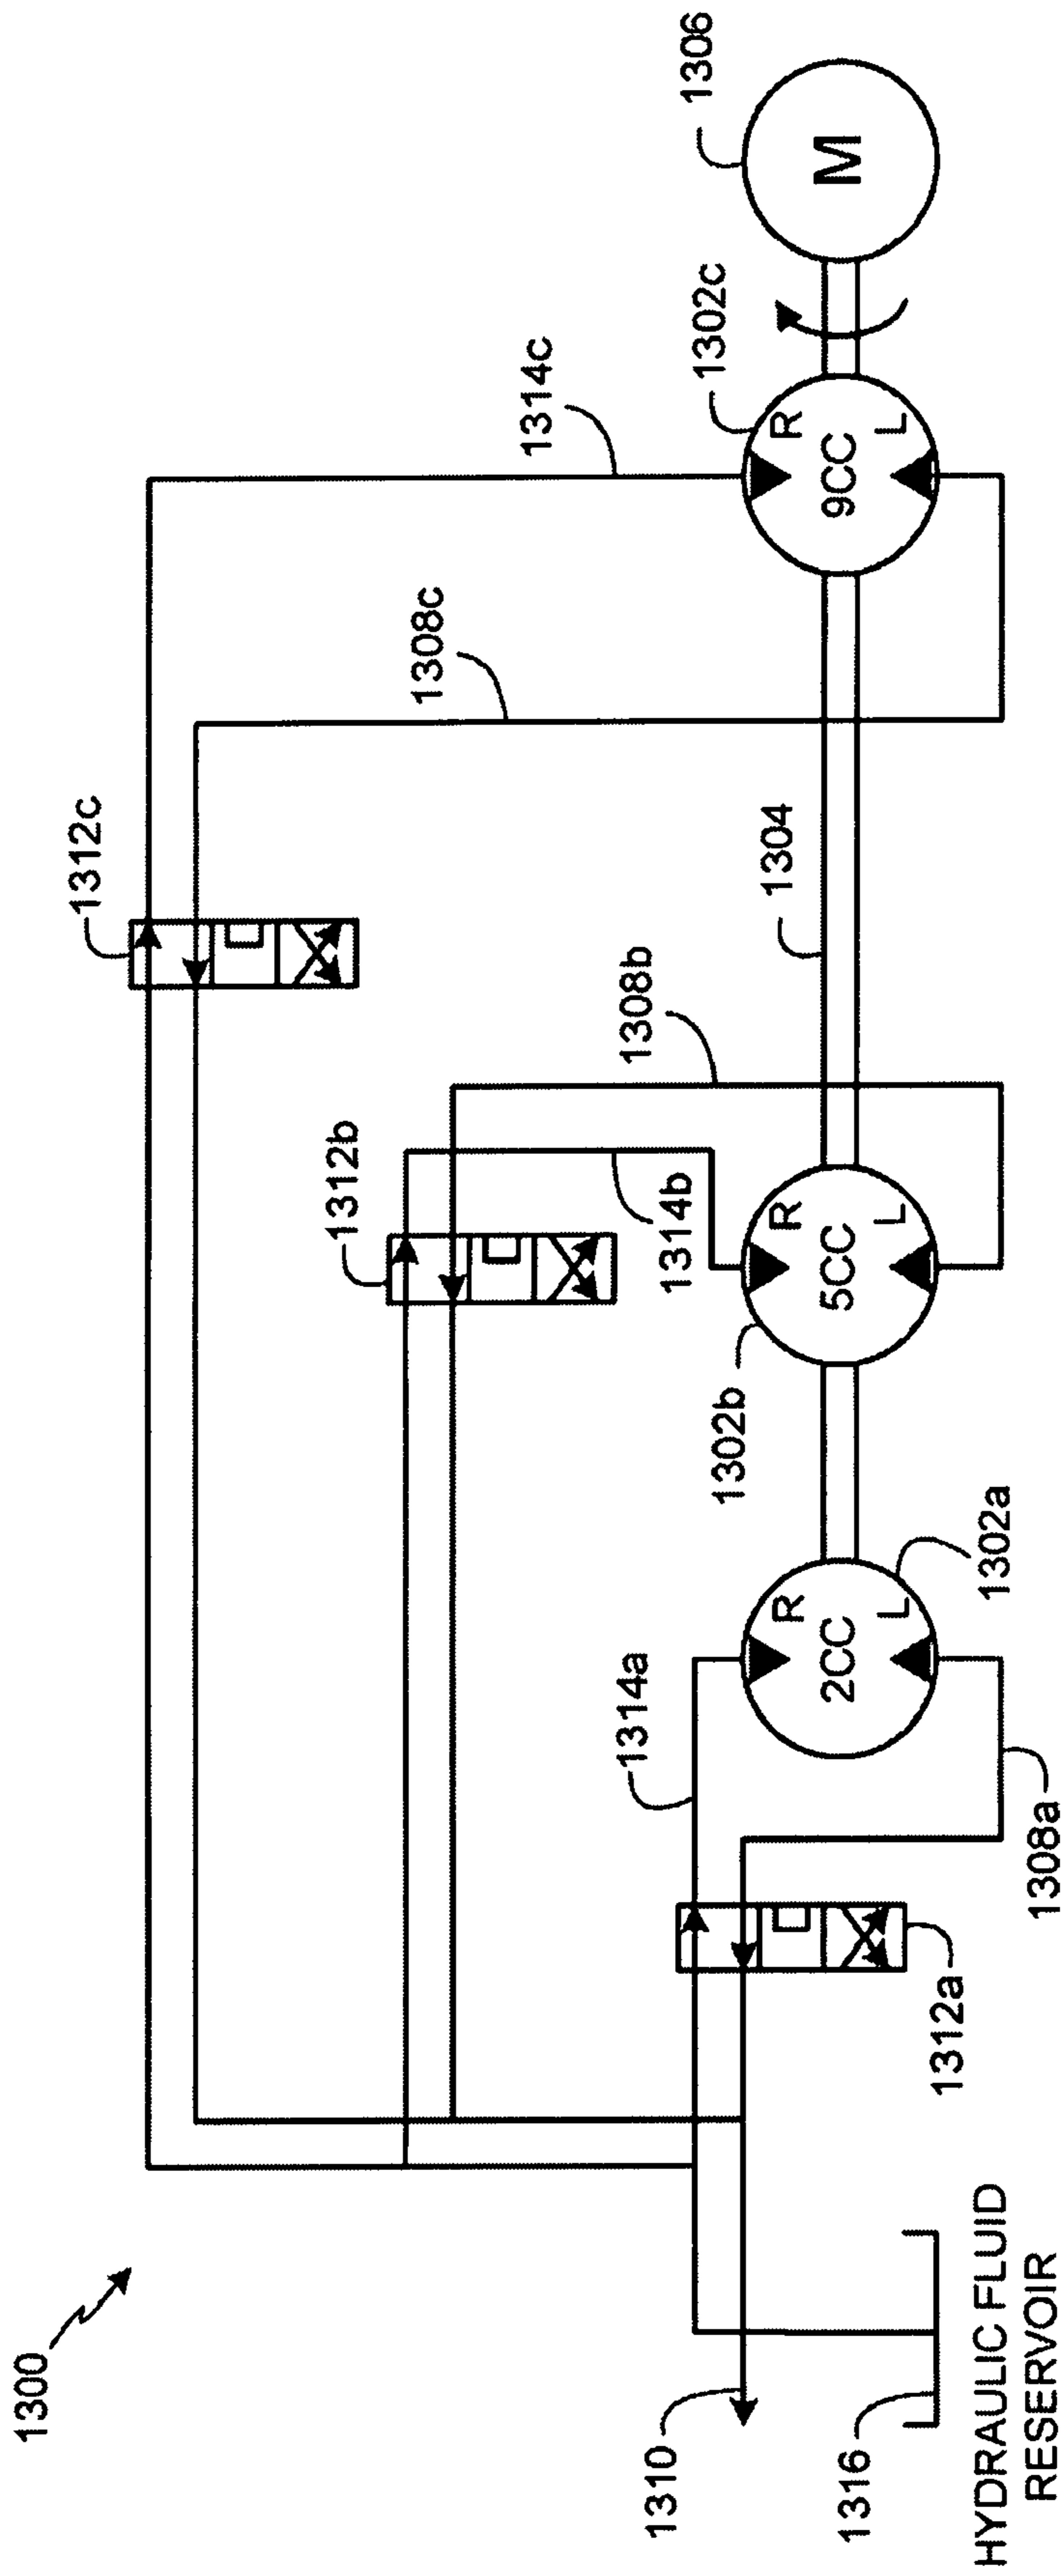 1300
1312c
1314c
1308c
1312b
1308b
1304
1314b
1306
1302c
M
R
9CC
L
R
5CC
L
1302b
1314a
R
2CC
L
1302a
1308a
1312a
1310
1316
HYDRAULIC FLUID
RESERVOIR